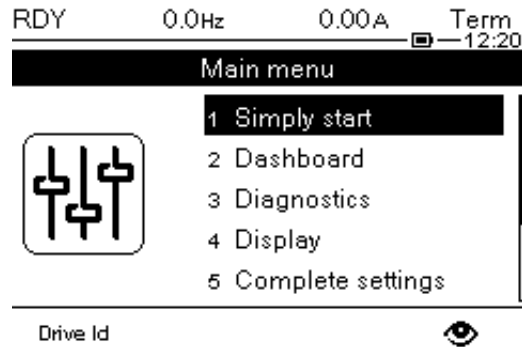 RDY 0.0Hz 0.00A Term
12:20
Main menu
1 Simply start
2 Dashboard
3 Diagnostics
4 Display
5 Complete settings
Drive Id